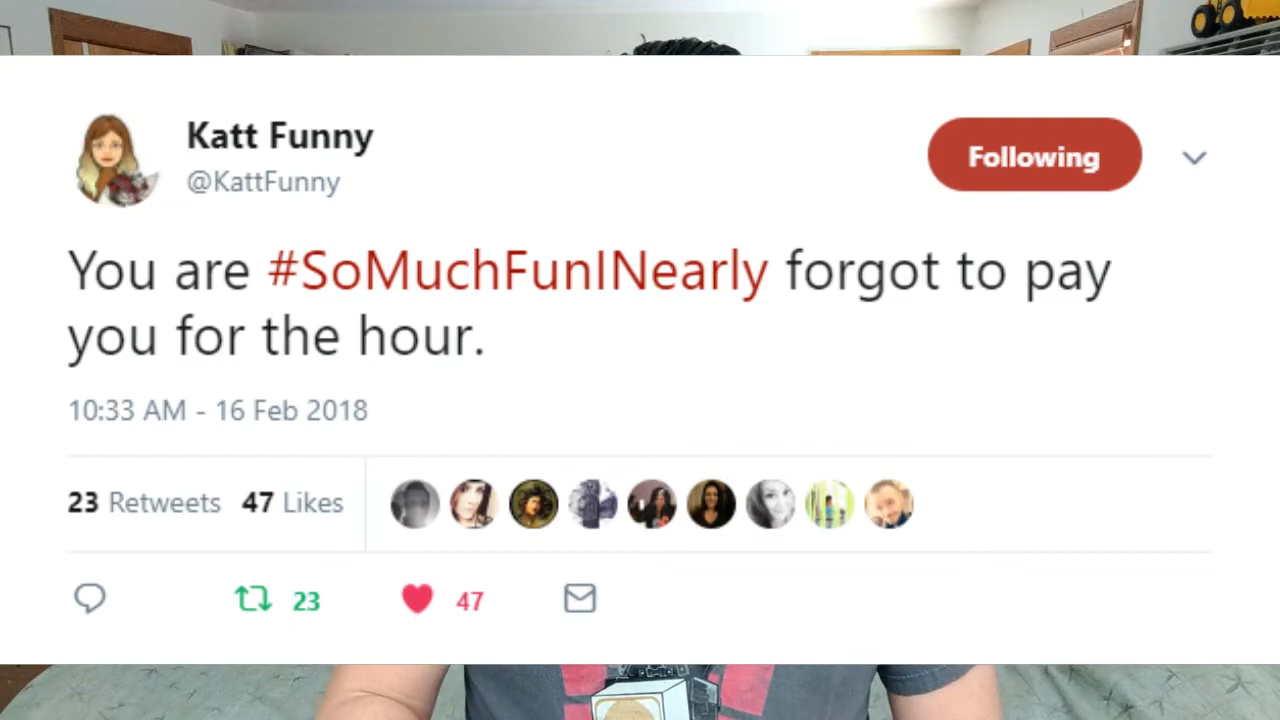 Katt Funny
@KattFunny
Following
You are #SoMuchFunINearly forgot to pay
you for the hour.
10:33 AM - 16 Feb 2018
23 Retweets 47 Likes
23 47